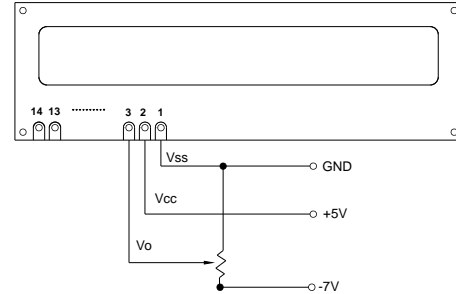 14 13 ........... 3 2 1
Vss
GND
Vcc
+5V
Vo
-7V